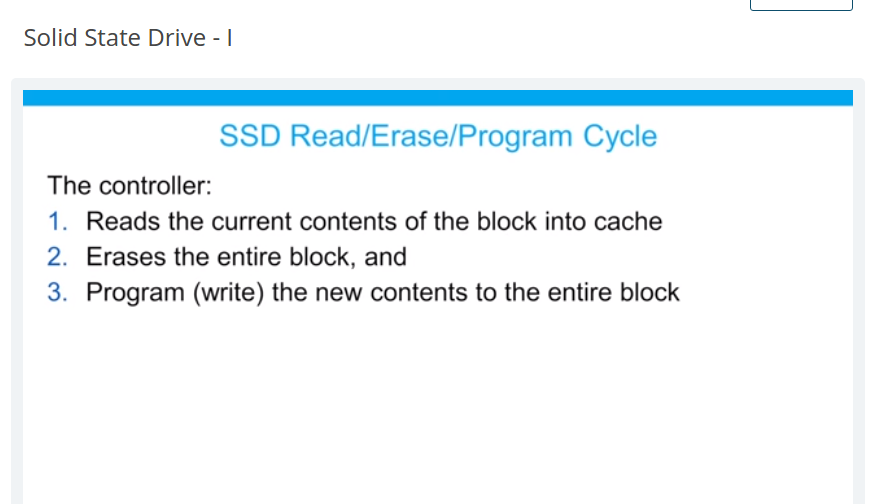 Solid State Drive - I
SSD Read/Erase/Program Cycle
The controller:
1. Reads the current contents of the block into cache
2. Erases the entire block, and
3. Program (write) the new contents to the entire block